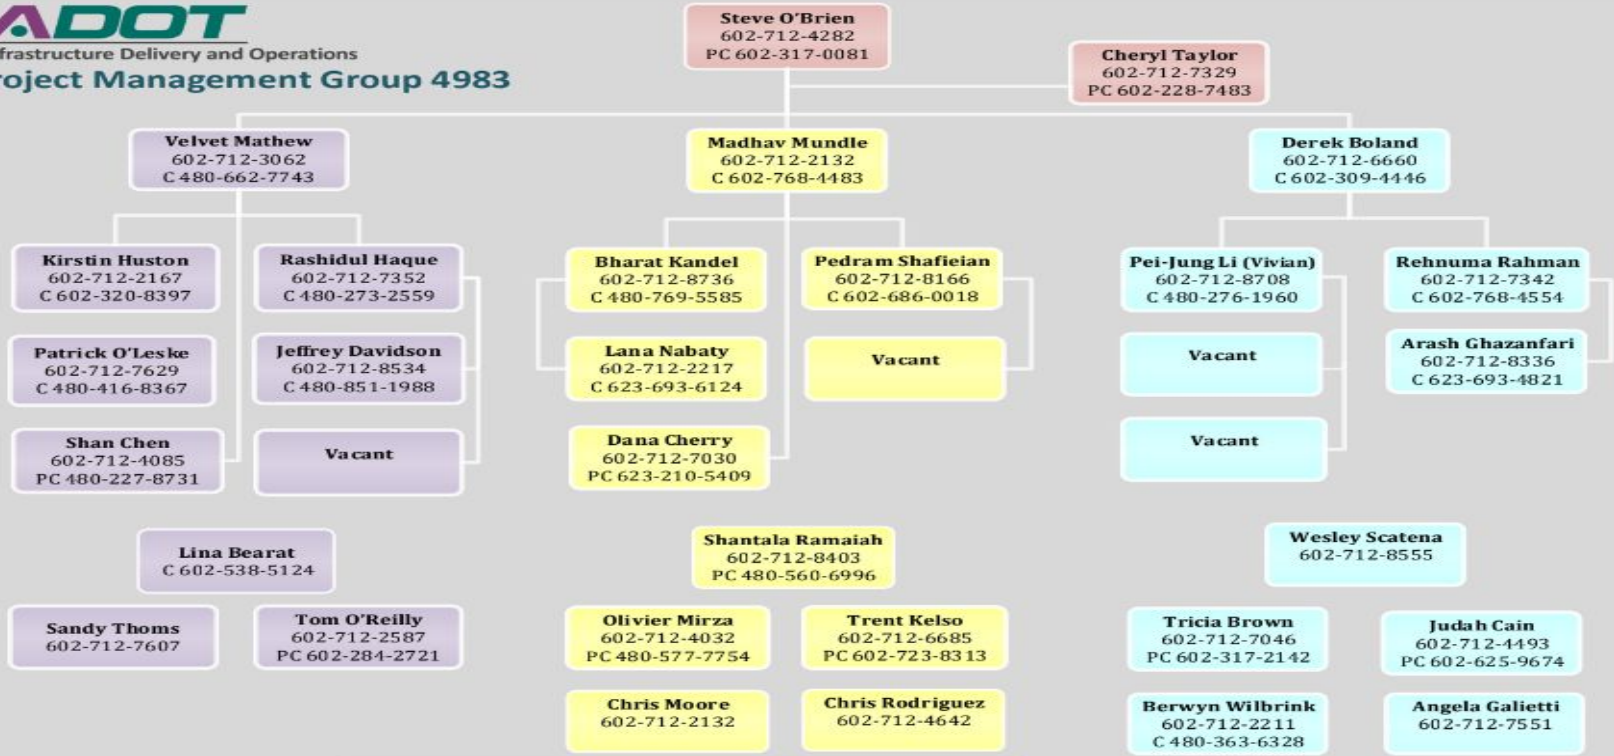 ADOT
frastructure Delivery and Operations
roject Management Group 4983
Steve O'Brien
602-712-4282
PC 602-317-0081
Cheryl Taylor
602-712-7329
PC 602-228-7483
Velvet Mathew
602-712-3062
C 480-662-7743
Madhav Mundle
602-712-2132
C 602-768-4483
Derek Boland
602-712-6660
C 602-309-4446
Kirstin Huston
602-712-2167
C 602-320-8397
Rashidul Haque
602-712-7352
C 480-273-2559
Bharat Kandel
602-712-8736
C 480-769-5585
Pedram Shafieian
602-712-8166
C 602-686-0018
Pei-Jung Li (Vivian)
602-712-8708
C 480-276-1960
Rehnuma Rahman
602-712-7342
C 602-768-4554
Patrick O'Leske
602-712-7629
C 480-416-8367
Jeffrey Davidson
602-712-8534
C 480-851-1988
Lana Nabaty
602-712-2217
C 623-693-6124
Vacant
Vacant
Arash Ghazanfari
602-712-8336
C 623-693-4821
Shan Chen
602-712-4085
PC 480-227-8731
Vacant
Dana Cherry
602-712-7030
PC 623-210-5409
Vacant
Lina Bearat
C 602-538-5124
Shantala Ramaiah
602-712-8403
PC 480-560-6996
Wesley Scatena
602-712-8555
Sandy Thoms
602-712-7607
Tom O'Reilly
602-712-2587
PC 602-284-2721
Olivier Mirza
602-712-4032
PC 480-577-7754
Trent Kelso
602-712-6685
PC 602-723-8313
Tricia Brown
602-712-7046
PC 602-317-2142
Judah Cain
602-712-4493
PC 602-625-9674
Chris Moore
602-712-2132
Chris Rodriguez
602-712-4642
Berwyn Wilbrink
602-712-2211
C 480-363-6328
Angela Galietti
602-712-7551